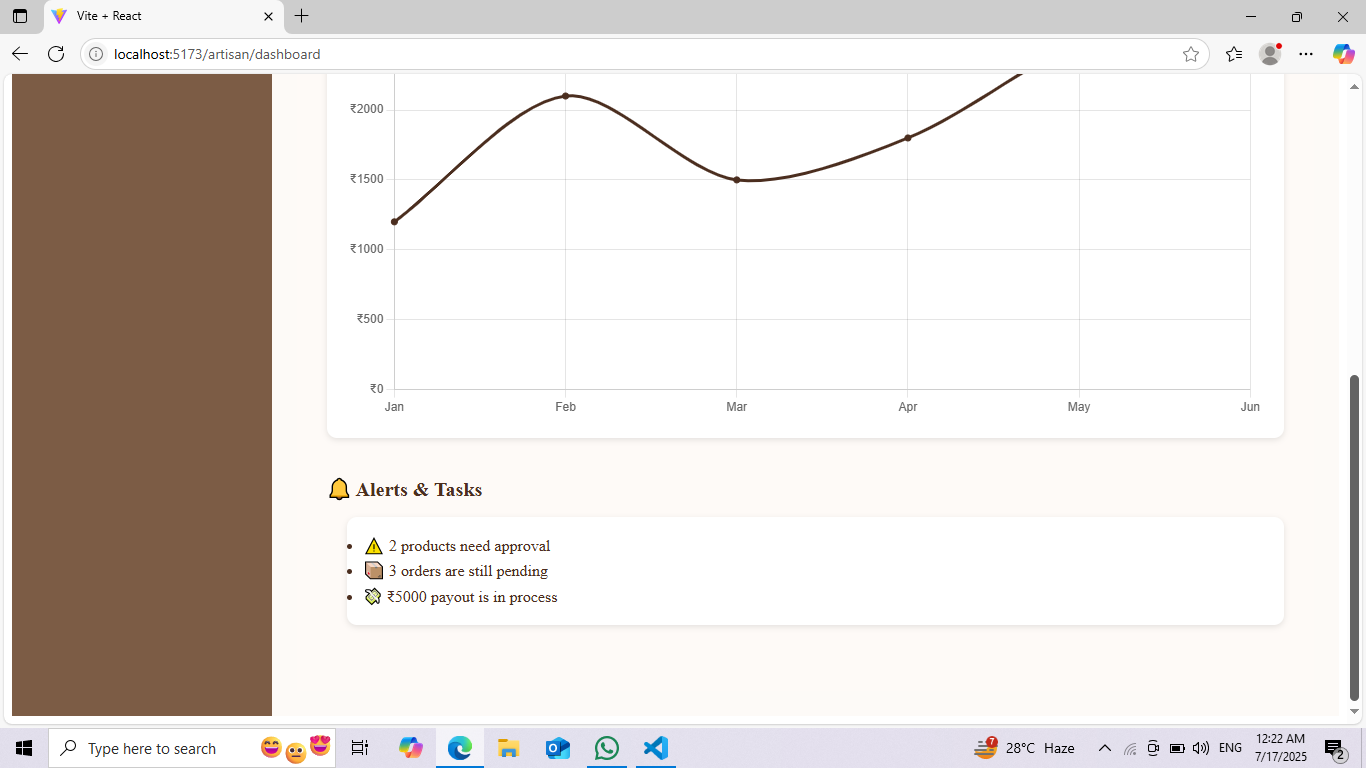 Vite + React
localhost:5173/artisan/dashboard
₹2000
₹1500
₹1000
₹500
₹0
Jan Feb Mar Apr May Jun
🔔 Alerts & Tasks
• ⚠️ 2 products need approval
• 📦 3 orders are still pending
• 💸 ₹5000 payout is in process
Type here to search
7
28°C Haze
ENG
12:22 AM
7/17/2025
2